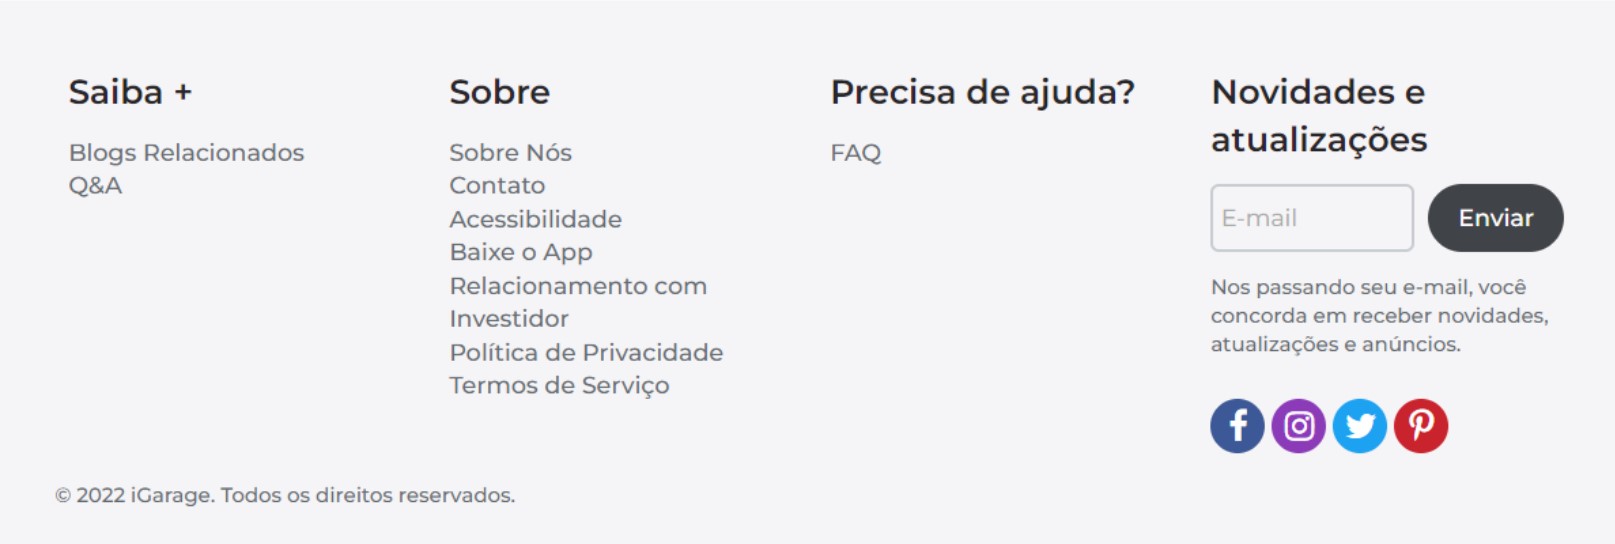 Saiba +
Blogs Relacionados
Q&A
Sobre
Sobre Nós
Contato
Acessibilidade
Baixe o App
Relacionamento com
Investidor
Política de Privacidade
Termos de Serviço
Precisa de ajuda?
FAQ
Novidades e
atualizações
E-mail
Enviar
Nos passando seu e-mail, você
concorda em receber novidades,
atualizações e anúncios.
© 2022 iGarage. Todos os direitos reservados.